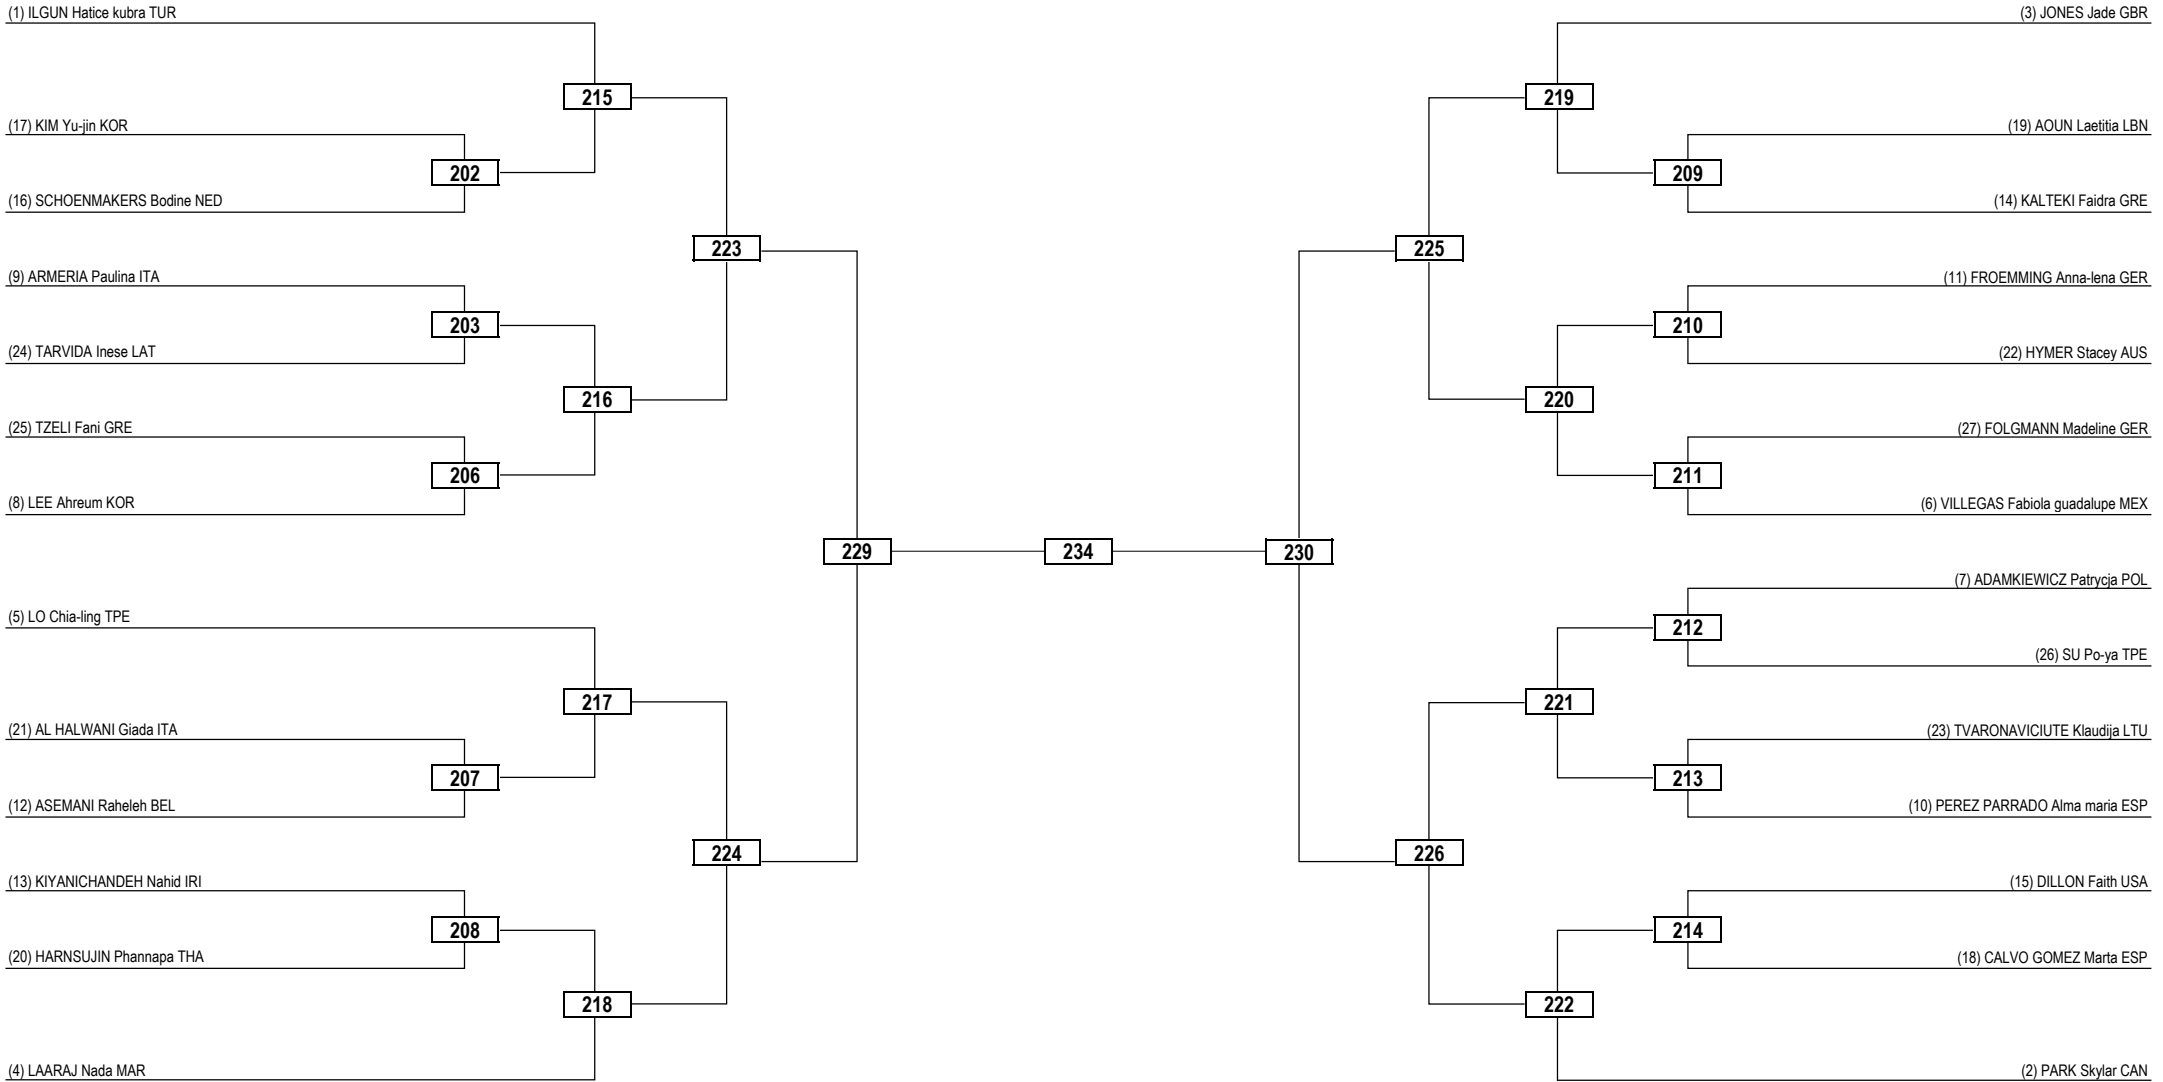 (1) ILGUN Hatice kubra TUR
215
(17) KIM Yu-jin KOR
202
(16) SCHOENMAKERS Bodine NED
223
(9) ARMERIA Paulina ITA
203
(24) TARVIDA Inese LAT
216
(25) TZELI Fani GRE
206
(8) LEE Ahreum KOR
229
234
230
(5) LO Chia-ling TPE
217
(21) AL HALWANI Giada ITA
207
(12) ASEMANI Raheleh BEL
224
(13) KIYANICHANDEH Nahid IRI
208
(20) HARNSUJIN Phannapa THA
218
(4) LAARAJ Nada MAR
(3) JONES Jade GBR
219
(19) AOUN Laetitia LBN
209
(14) KALTEKI Faidra GRE
225
(11) FROEMMING Anna-lena GER
210
(22) HYMER Stacey AUS
220
(27) FOLGMANN Madeline GER
211
(6) VILLEGAS Fabiola guadalupe MEX
(7) ADAMKIEWICZ Patrycja POL
212
(26) SU Po-ya TPE
221
(23) TVARONAVICIUTE Klaudija LTU
213
(10) PEREZ PARRADO Alma maria ESP
226
(15) DILLON Faith USA
214
(18) CALVO GOMEZ Marta ESP
222
(2) PARK Skylar CAN